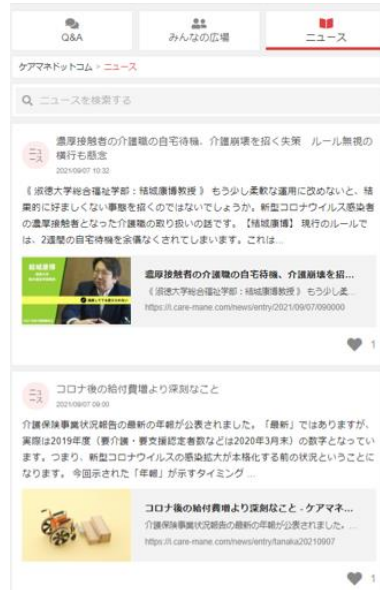 Q&A
みんなの広場
ニュース
ケアマネドットコム > ニュース
ニュースを検索する
ニュース
濃厚接触者の介護職の自宅待機、介護崩壊を招く失策 ルール無視の
横行も懸念
2021/09/07 10:32
《 淑徳大学総合福祉学部：結城康博教授 》 もう少し柔軟な運用に改めないと、結
果的に好ましくない事態を招くのではないでしょうか。新型コロナウイルス感染者
の濃厚接触者となった介護職の取り扱いの話です。【結城康博】 現行のルールで
は、2週間の自宅待機を余儀なくされてしまいます。これは...
結城康博
濃厚接触者の介護職の自宅待機、介護崩壊を招...
《 淑徳大学総合福祉学部：結城康博教授 》 もう少し柔...
https://i.care-mane.com/news/entry/2021/09/07/090000
1
ニュース
コロナ後の給付費増より深刻なこと
2021/09/07 09:00
介護保険事業状況報告の最新の年報が公表されました。「最新」ではありますが、
実際は2019年度（要介護・要支援認定者数などは2020年3月末）の数字となってい
ます。つまり、新型コロナウイルスの感染拡大が本格化する前の状況ということに
なります。 今回示された「年報」が示すタイミング ...
コロナ後の給付費増より深刻なこと - ケアマネ...
介護保険事業状況報告の最新の年報が公表されました。...
https://i.care-mane.com/news/entry/tanaka20210907
1